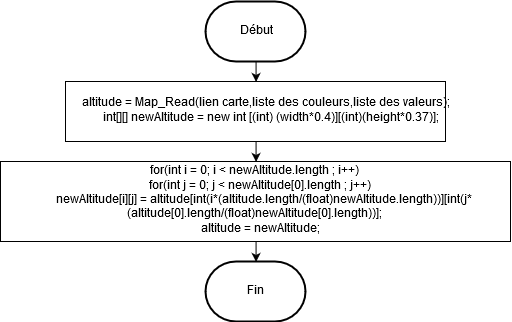 Début
altitude = Map_Read(lien carte,liste des couleurs,liste des valeurs);
int[][] newAltitude = new int [(int) (width*0.4)][(int)(height*0.37)];
for(int i = 0; i < newAltitude.length ; i++)
for(int j = 0; j < newAltitude[0].length ; j++)
newAltitude[i][j] = altitude[int(i*(altitude.length/(float)newAltitude.length))][int(j*
(altitude[0].length/(float)newAltitude[0].length))];
altitude = newAltitude;
Fin